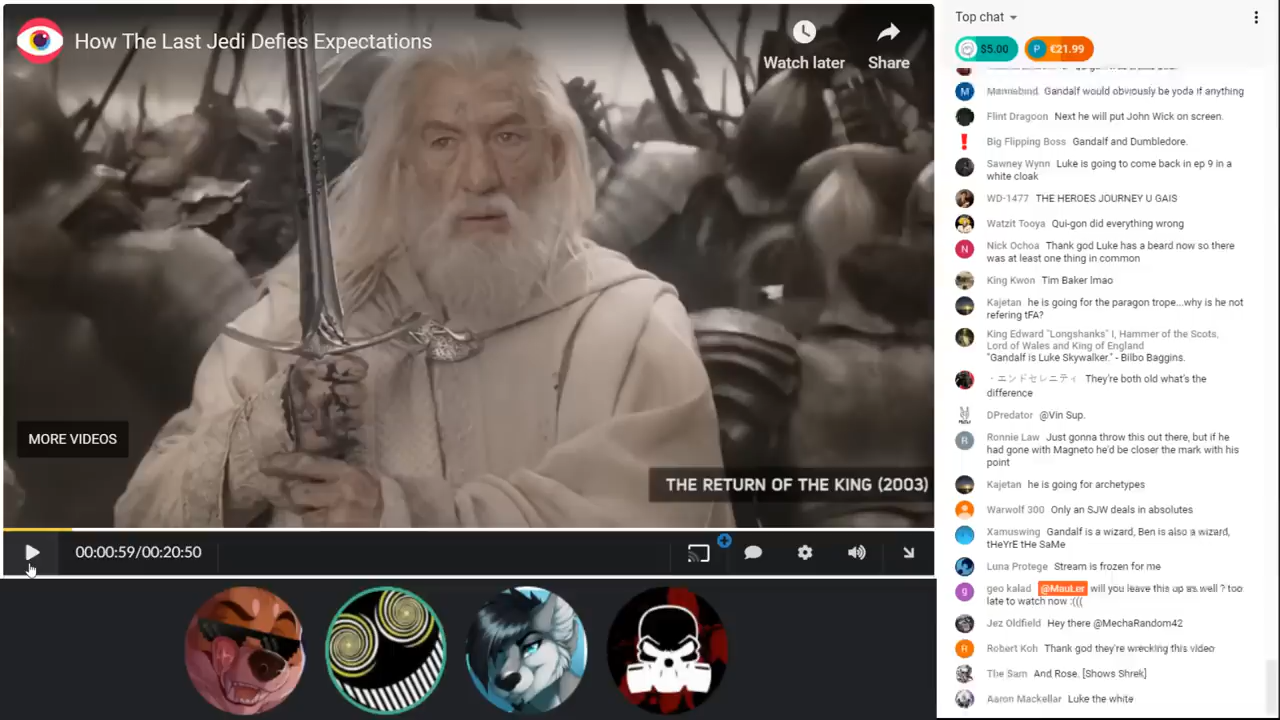 How The Last Jedi Defies Expectations
Watch later
Share
MORE VIDEOS
THE RETURN OF THE KING (2003)
00:00:59/00:20:50
Top chat
$5.00
P €21.99
M Mannabind Gandalf would obviously be yoda if anything
Flint Dragoon Next he will put John Wick on screen.
Big Flipping Boss Gandalf and Dumbledore.
Sawney Wynn Luke is going to come back in ep 9 in a
white cloak
WD-1477 THE HEROES JOURNEY U GAIS
Watzit Tooya Qui-gon did everything wrong
N Nick Ochoa Thank god Luke has a beard now so there
was at least one thing in common
King Kwon Tim Baker lmao
Kajetan he is going for the paragon trope...why is he not
refering tFA?
King Edward "Longshanks" I, Hammer of the Scots,
Lord of Wales and King of England
"Gandalf is Luke Skywalker." - Bilbo Baggins.
・エンドセレニティ They're both old what's the
difference
DPredator @Vin Sup.
R Ronnie Law Just gonna throw this out there, but if he
had gone with Magneto he'd be closer the mark with his
point
Kajetan he is going for archetypes
Warwolf 300 Only an SJW deals in absolutes
Xamuswing Gandalf is a wizard, Ben is also a wizard,
tHeYrE tHe SaMe
Luna Protege Stream is frozen for me
g geo kalad @MauLer will you leave this up as well ? too
late to watch now :(((
Jez Oldfield Hey there @MechaRandom42
R Robert Koh Thank god they're wrecking this video
The Sam And Rose. [Shows Shrek]
Aaron Mackellar Luke the white